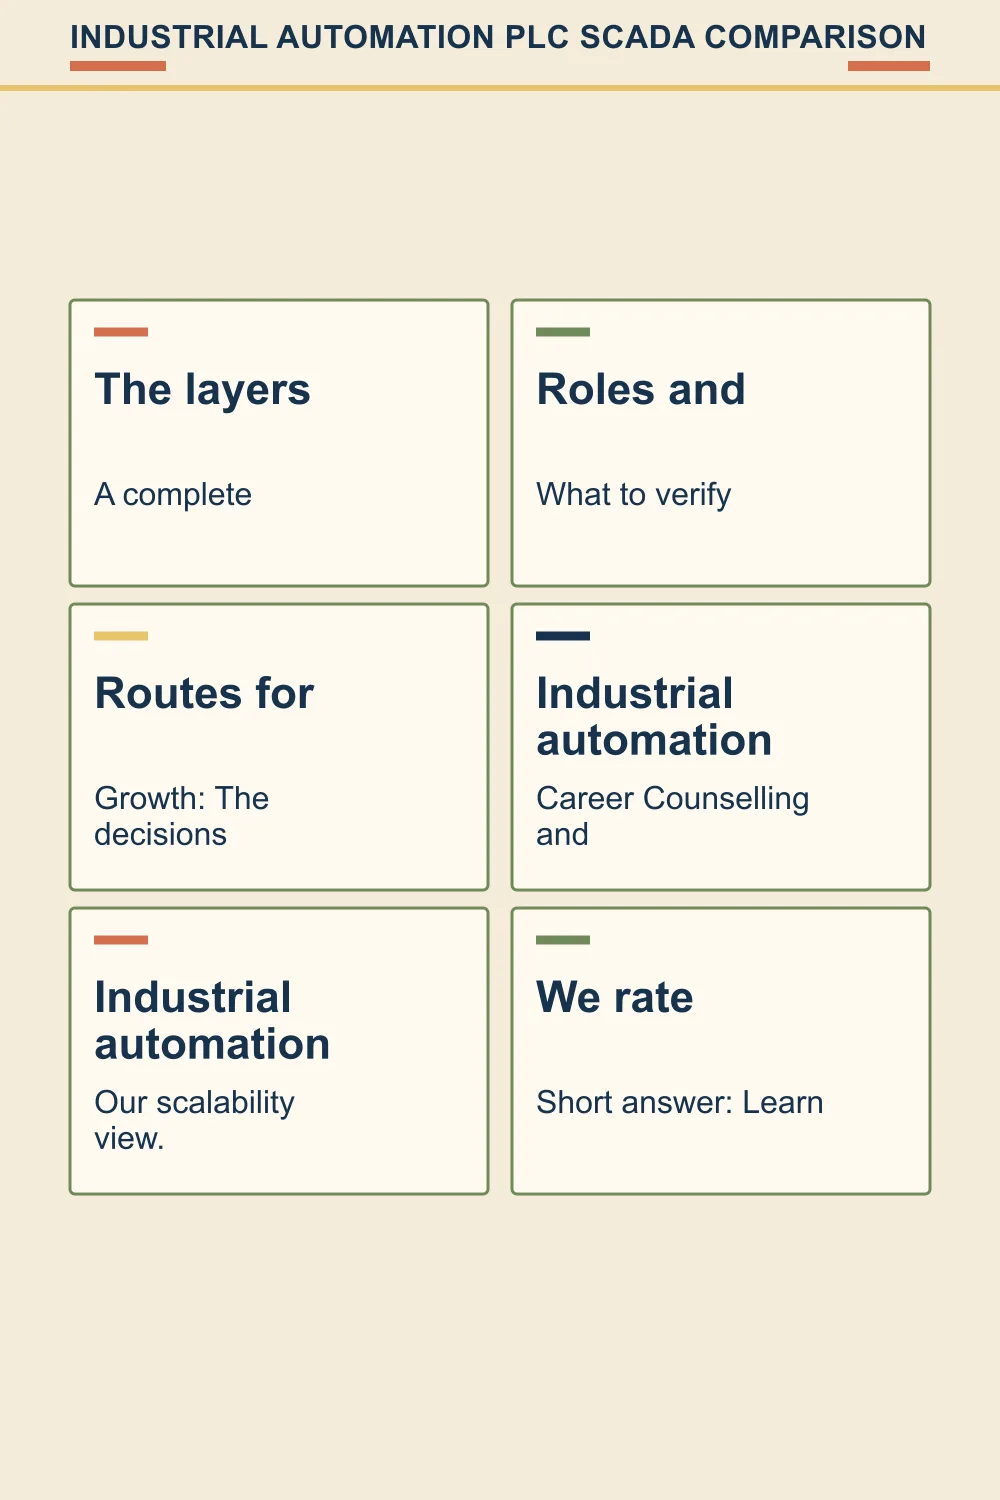 INDUSTRIAL AUTOMATION PLC SCADA COMPARISON
The layers
A complete
Roles and
What to verify
Routes for
Growth: The
decisions
Industrial
automation
Career Counselling
and
Industrial
automation
Our scalability
view.
We rate
Short answer: Learn